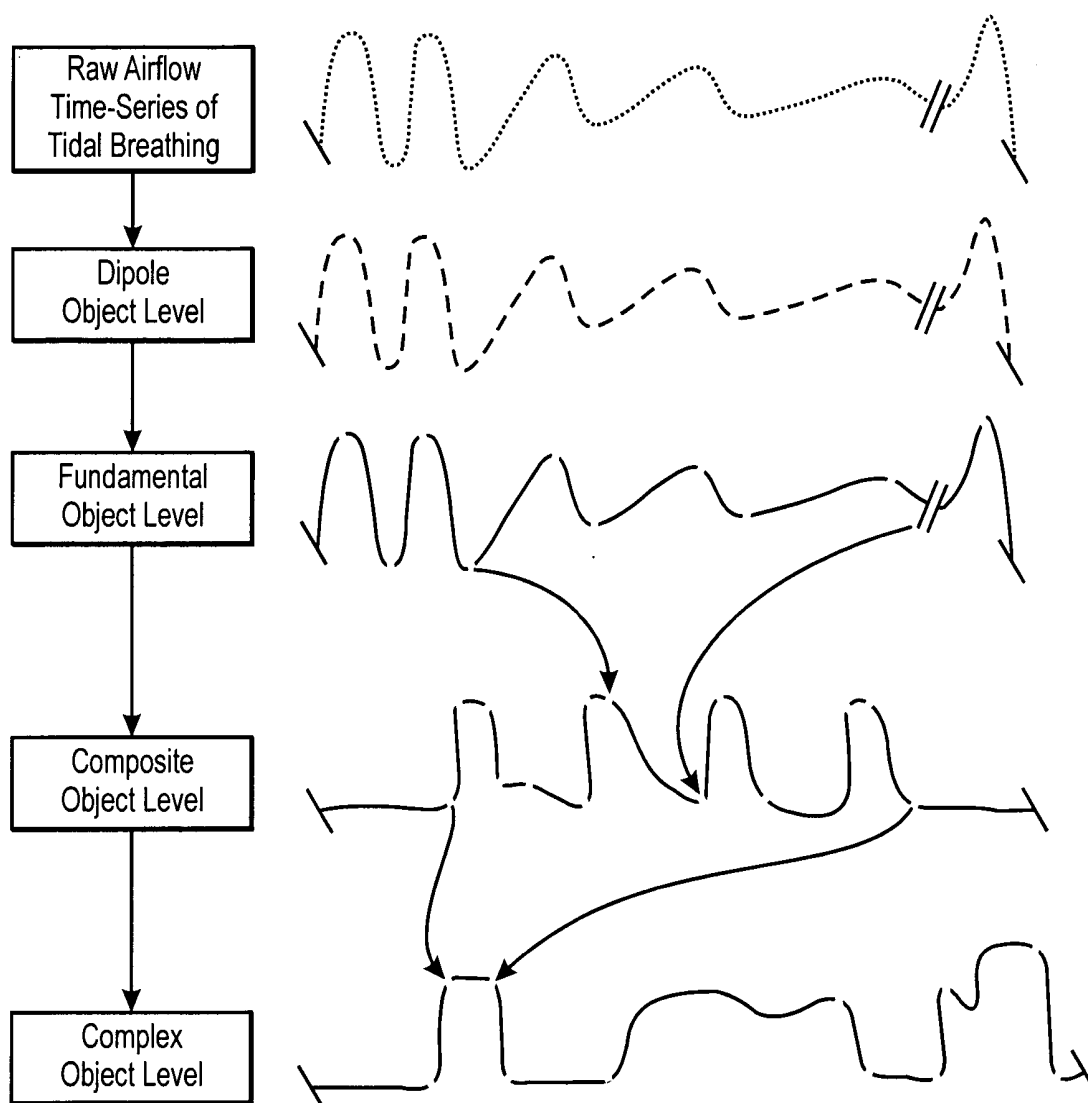 Raw Airflow
Time-Series of
Tidal Breathing
Dipole
Object Level
Fundamental
Object Level
Composite
Object Level
Complex
Object Level